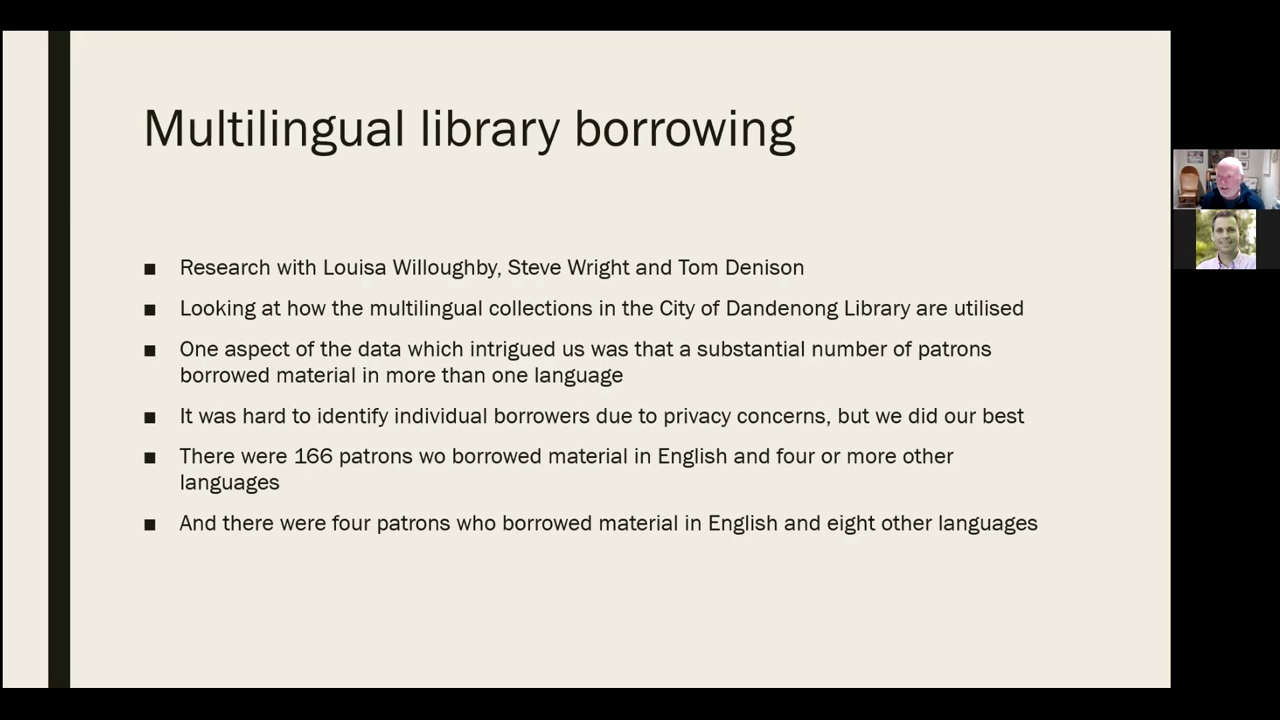 Multilingual library borrowing
■ Research with Louisa Willoughby, Steve Wright and Tom Denison
■ Looking at how the multilingual collections in the City of Dandenong Library are utilised
■ One aspect of the data which intrigued us was that a substantial number of patrons
borrowed material in more than one language
■ It was hard to identify individual borrowers due to privacy concerns, but we did our best
■ There were 166 patrons wo borrowed material in English and four or more other
languages
■ And there were four patrons who borrowed material in English and eight other languages